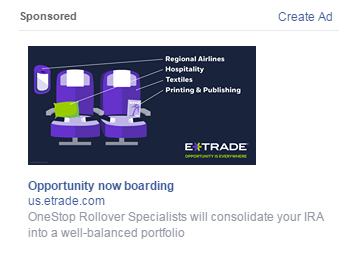 Sponsored
Create Ad
Regional Airlines
Hospitality
Textiles
Printing & Publishing
E*TRADE
OPPORTUNITY IS EVERYWHERE
Opportunity now boarding
us.etrade.com
OneStop Rollover Specialists will consolidate your IRA
into a well-balanced portfolio